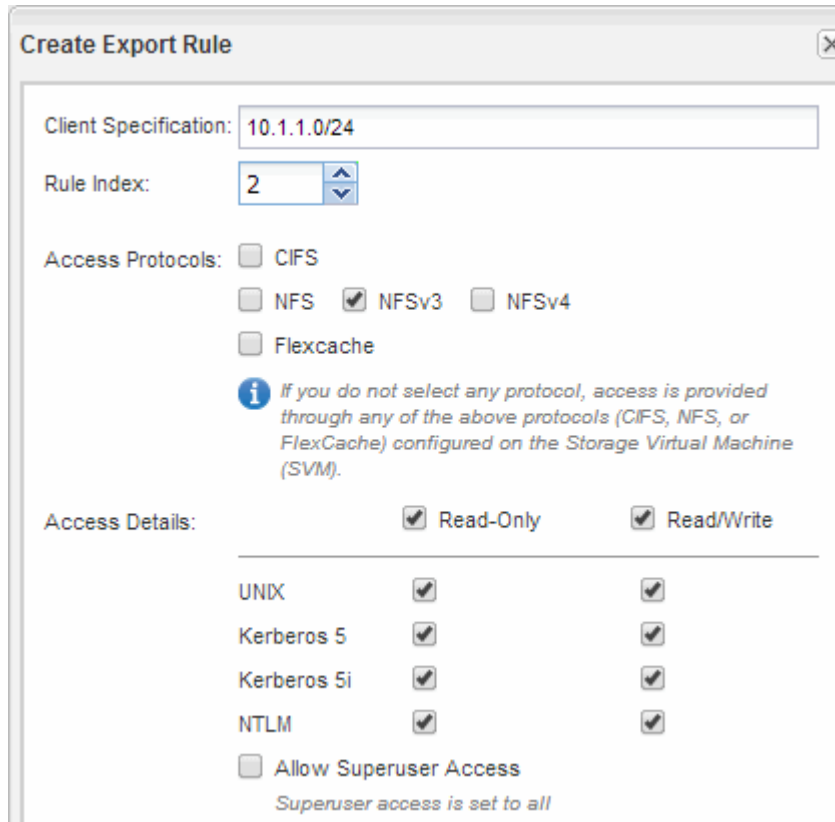 Create Export Rule
Client Specification: 10.1.1.0/24
Rule Index: 2
Access Protocols: CIFS
NFS NFSv3 NFSv4
Flexcache
If you do not select any protocol, access is provided
through any of the above protocols (CIFS, NFS, or
FlexCache) configured on the Storage Virtual Machine
(SVM).
Access Details: Read-Only Read/Write
UNIX
Kerberos 5
Kerberos 5i
NTLM
Allow Superuser Access
Superuser access is set to all